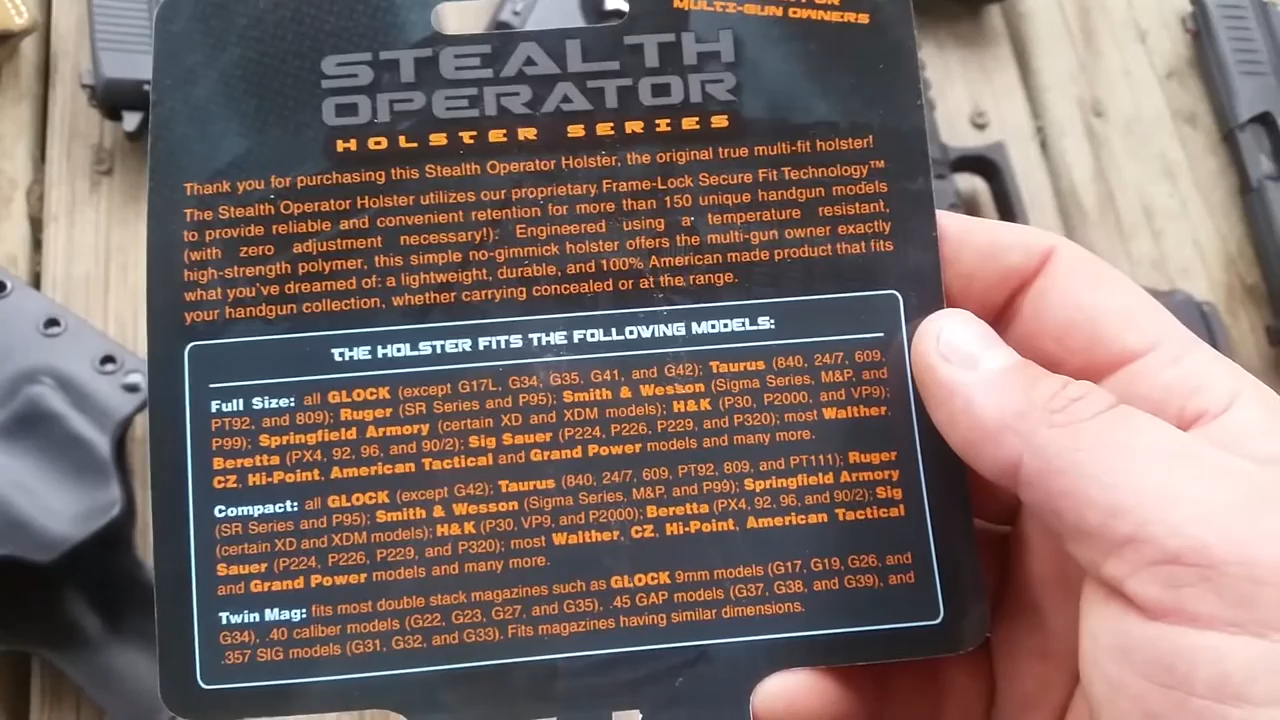 MULTI-GUN OWNERS
STEALTH
OPERATOR
HOLSTER SERIES
Thank you for purchasing this Stealth Operator Holster, the original true multi-fit holster!
The Stealth Operator Holster utilizes our proprietary Frame-Lock Secure Fit Technology™
to provide reliable and convenient retention for more than 150 unique handgun models
(with zero adjustment necessary!). Engineered using a temperature resistant,
high-strength polymer, this simple no-gimmick holster offers the multi-gun owner exactly
what you've dreamed of: a lightweight, durable, and 100% American made product that fits
your handgun collection, whether carrying concealed or at the range.
THE HOLSTER FITS THE FOLLOWING MODELS:
Full Size: all GLOCK (except G17L, G34, G35, G41, and G42); Taurus (840, 24/7, 609,
PT92, and 809); Ruger (SR Series and P95); Smith & Wesson (Sigma Series, M&P, and
P99); Springfield Armory (certain XD and XDM models); H&K (P30, P2000, and VP9);
Beretta (PX4, 92, 96, and 90/2); Sig Sauer (P224, P226, P229, and P320); most Walther,
CZ, Hi-Point, American Tactical and Grand Power models and many more.
Compact: all GLOCK (except G42); Taurus (840, 24/7, 609, PT92, 809, and PT111); Ruger
(SR Series and P95); Smith & Wesson (Sigma Series, M&P, and P99); Springfield Armory
(certain XD and XDM models); H&K (P30, VP9, and P2000); Beretta (PX4, 92, 96, and 90/2); Sig
Sauer (P224, P226, P229, and P320); most Walther, CZ, Hi-Point, American Tactical
and Grand Power models and many more.
Twin Mag: fits most double stack magazines such as GLOCK 9mm models (G17, G19, G26, and
G34), .40 caliber models (G22, G23, G27, and G35), .45 GAP models (G37, G38, and G39), and
.357 SIG models (G31, G32, and G33). Fits magazines having similar dimensions.